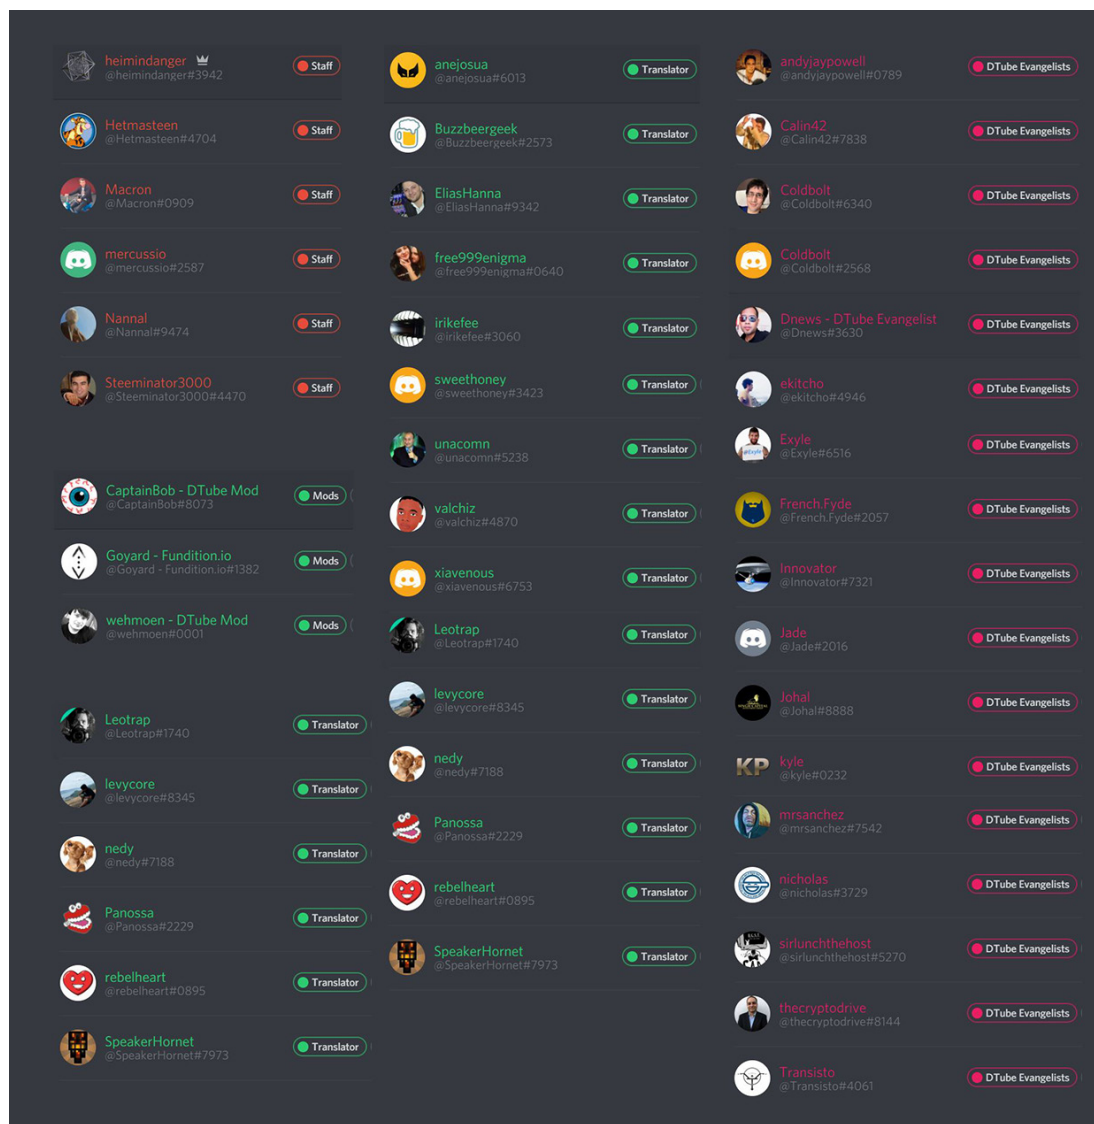 heimindanger
@heimindanger#3942
Staff
Hetmasteen
@Hetmasteen#4704
Staff
Macron
@Macron#0909
Staff
mercussio
@mercussio#2587
Staff
Nannal
@Nannal#9474
Staff
Steeminator3000
@Steeminator3000#4470
Staff
CaptainBob - DTube Mod
@CaptainBob#8073
Mods
Goyard - Fundition.io
@Goyard - Fundition.io#1382
Mods
wehmoen - DTube Mod
@wehmoen#0001
Mods
Leotrap
@Leotrap#1740
Translator
levycore
@levycore#8345
Translator
nedy
@nedy#7188
Translator
Panossa
@Panossa#2229
Translator
rebelheart
@rebelheart#0895
Translator
SpeakerHornet
@SpeakerHornet#7973
Translator
anejosua
@anejosua#6013
Translator
Buzzbeergeek
@Buzzbeergeek#2573
Translator
EliasHanna
@EliasHanna#9342
Translator
free999enigma
@free999enigma#0640
Translator
irikefee
@irikefee#3060
Translator
sweethoney
@sweethoney#3423
Translator
unacomn
@unacomn#5238
Translator
valchiz
@valchiz#4870
Translator
xiavenous
@xiavenous#6753
Translator
Leotrap
@Leotrap#1740
Translator
levycore
@levycore#8345
Translator
nedy
@nedy#7188
Translator
Panossa
@Panossa#2229
Translator
rebelheart
@rebelheart#0895
Translator
SpeakerHornet
@SpeakerHornet#7973
Translator
andyjaypowell
@andyjaypowell#0789
DTube Evangelists
Calin42
@Calin42#7838
DTube Evangelists
Coldbolt
@Coldbolt#6340
DTube Evangelists
Coldbolt
@Coldbolt#2568
DTube Evangelists
Dnews - DTube Evangelist
@Dnews#3630
DTube Evangelists
ekitcho
@ekitcho#4946
DTube Evangelists
Exyle
@Exyle#6516
DTube Evangelists
French.Fyde
@French.Fyde#2057
DTube Evangelists
Innovator
@Innovator#7321
DTube Evangelists
Jade
@Jade#2016
DTube Evangelists
Johal
@Johal#8888
DTube Evangelists
KP
kyle
@kyle#0232
DTube Evangelists
mrsanchez
@mrsanchez#7542
DTube Evangelists
nicholas
@nicholas#3729
DTube Evangelists
sirlunchthehost
@sirlunchthehost#5270
DTube Evangelists
thecryptodrive
@thecryptodrive#8144
DTube Evangelists
Transisto
@Transisto#4061
DTube Evangelists